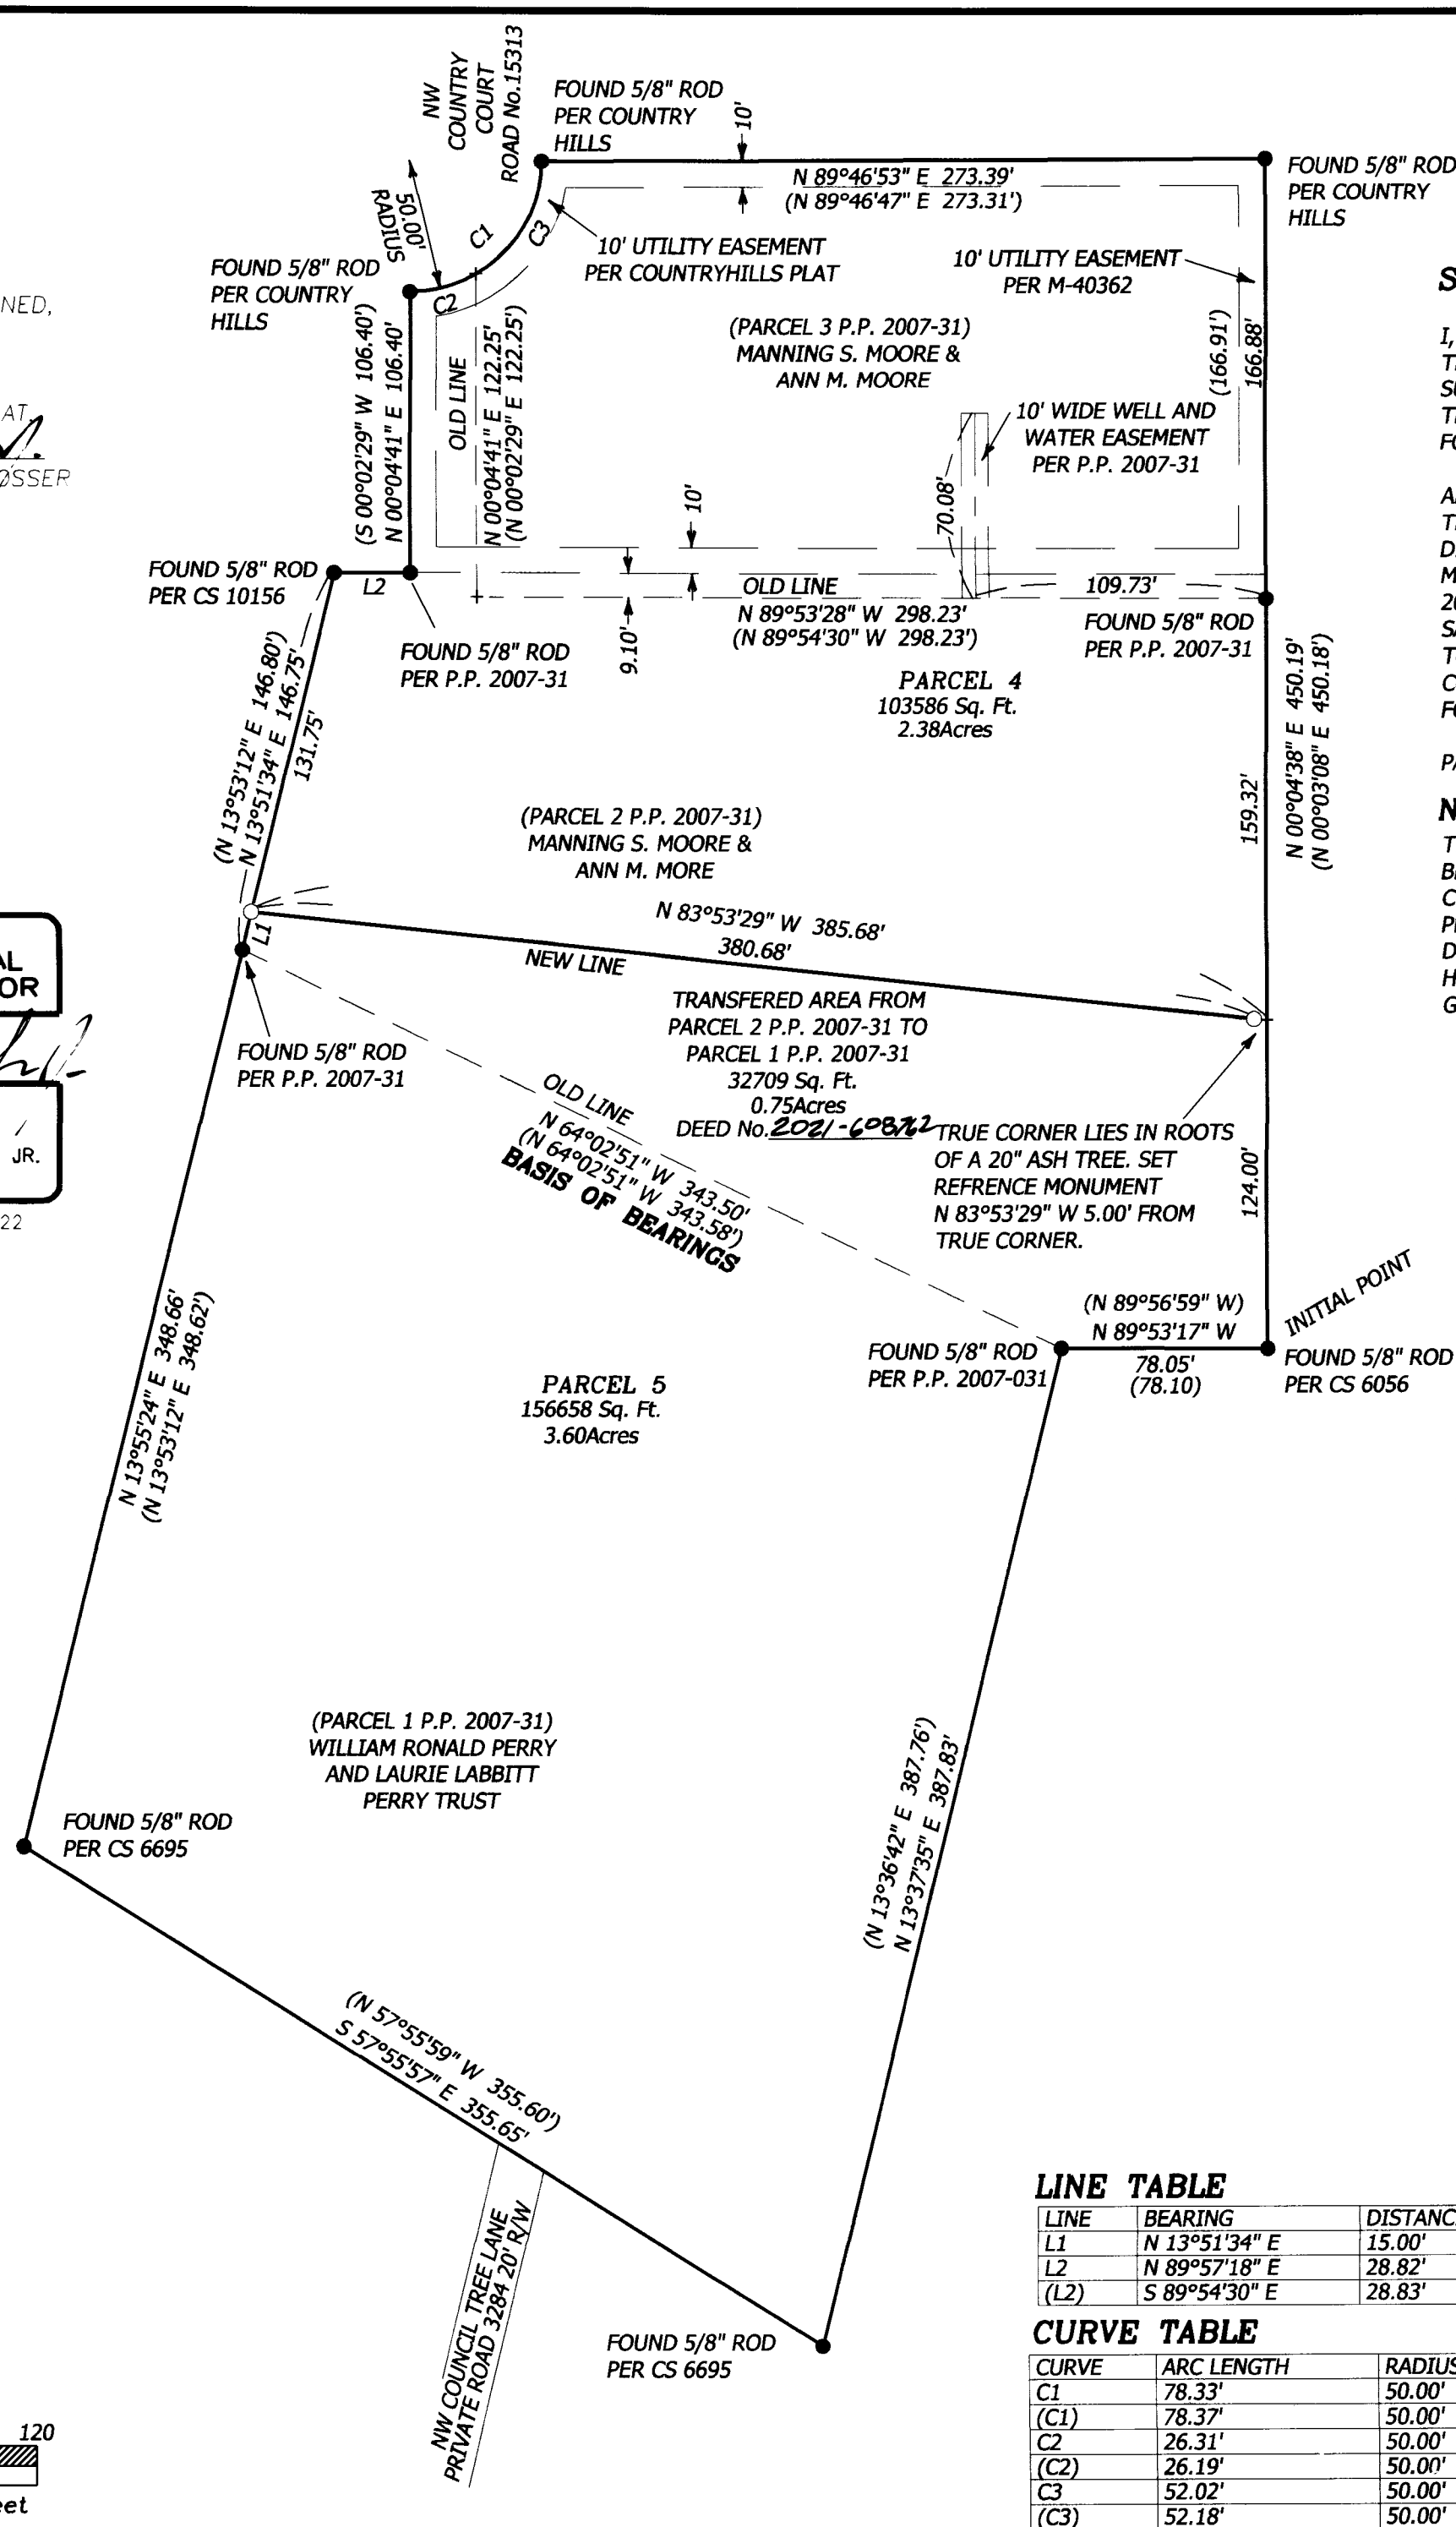 NW
COUNTRY
COURT
ROAD No.15313
FOUND 5/8" ROD
PER COUNTRY
HILLS
10'
N 89°46'53" E 273.39'
(N 89°46'47" E 273.31')
FOUND 5/8" ROD
PER COUNTRY
HILLS
50.00'
RADIUS
C1
C3
C2
10' UTILITY EASEMENT
PER COUNTRYHILLS PLAT
10' UTILITY EASEMENT
PER M-40362
FOUND 5/8" ROD
PER COUNTRY
HILLS
NED,
AT
OSSER
(S 00°02'29" W 106.40')
N 00°04'41" E 106.40'
OLD LINE
N 00°04'41" E 122.25'
(N 00°02'29" E 122.25')
(PARCEL 3 P.P. 2007-31)
MANNING S. MOORE &
ANN M. MOORE
(166.91')
166.88'
10' WIDE WELL AND
WATER EASEMENT
PER P.P. 2007-31
70.08'
10'
9.10'
FOUND 5/8" ROD
PER CS 10156
L2
OLD LINE
N 89°53'28" W 298.23'
(N 89°54'30" W 298.23')
109.73'
FOUND 5/8" ROD
PER P.P. 2007-31
FOUND 5/8" ROD
PER P.P. 2007-31
PARCEL 4
103586 Sq. Ft.
2.38Acres
(N 13°53'12" E 146.80')
N 13°51'34" E 146.75'
131.75'
159.32'
N 00°04'38" E 450.19'
(N 00°03'08" E 450.18')
(PARCEL 2 P.P. 2007-31)
MANNING S. MOORE &
ANN M. MORE
L1
N 83°53'29" W 385.68'
380.68'
NEW LINE
AL
OR
JR.
22
FOUND 5/8" ROD
PER P.P. 2007-31
TRANSFERED AREA FROM
PARCEL 2 P.P. 2007-31 TO
PARCEL 1 P.P. 2007-31
32709 Sq. Ft.
0.75Acres
DEED No.
OLD LINE
N 64°02'51" W 343.50'
(N 64°02'51" W 343.58')
BASIS OF BEARINGS
TRUE CORNER LIES IN ROOTS
OF A 20" ASH TREE. SET
REFRENCE MONUMENT
N 83°53'29" W 5.00' FROM
TRUE CORNER.
124.00'
(N 89°56'59" W)
N 89°53'17" W
78.05'
(78.10)
INITIAL POINT
FOUND 5/8" ROD
PER P.P. 2007-031
FOUND 5/8" ROD
PER CS 6056
N 13°55'24" E 348.66'
(N 13°53'12" E 348.62')
PARCEL 5
156658 Sq. Ft.
3.60Acres
(PARCEL 1 P.P. 2007-31)
WILLIAM RONALD PERRY
AND LAURIE LABBITT
PERRY TRUST
FOUND 5/8" ROD
PER CS 6695
(N 13°36'42" E 387.76')
N 13°37'35" E 387.83'
(N 57°55'59" W 355.60')
S 57°55'57" E 355.65'
NW COUNCIL TREE LANE
PRIVATE ROAD 3284 20' R/W
FOUND 5/8" ROD
PER CS 6695
120
eet
LINE TABLE
LINE BEARING DISTANC
L1 N 13°51'34" E 15.00'
L2 N 89°57'18" E 28.82'
(L2) S 89°54'30" E 28.83'
CURVE TABLE
CURVE ARC LENGTH RADIUS
C1 78.33' 50.00'
(C1) 78.37' 50.00'
C2 26.31' 50.00'
(C2) 26.19' 50.00'
C3 52.02' 50.00'
(C3) 52.18' 50.00'